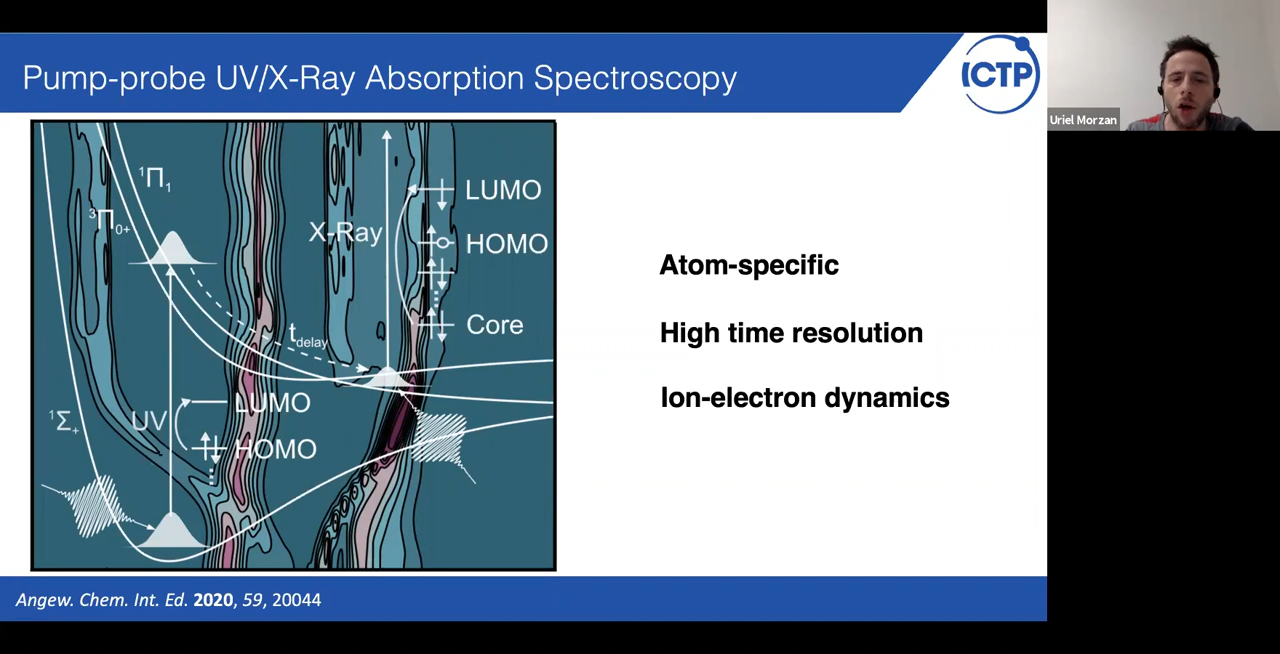 Pump-probe UV/X-Ray Absorption Spectroscopy
ICTP
Uriel Morzan
¹Π₁
³Π₀₊
X-Ray
LUMO
HOMO
Core
t_delay
¹Σ₊
UV
LUMO
HOMO
Atom-specific
High time resolution
Ion-electron dynamics
Angew. Chem. Int. Ed. 2020, 59, 20044